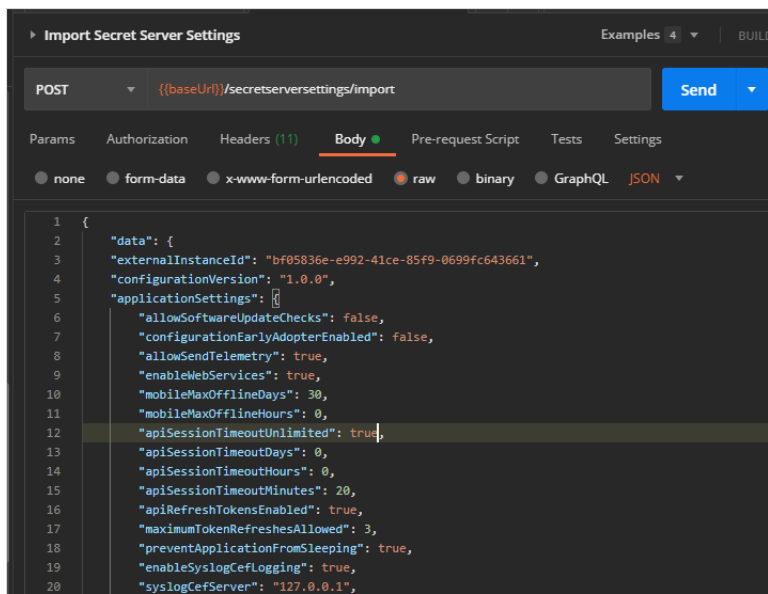 Import Secret Server Settings Examples 4 BUILD
POST {{baseUrl}}/secretserversettings/import Send
Params Authorization Headers (11) Body Pre-request Script Tests Settings
none form-data x-www-form-urlencoded raw binary GraphQL JSON
1 {
2 "data": {
3 "externalInstanceId": "bf05836e-e992-41ce-85f9-0699fc643661",
4 "configurationVersion": "1.0.0",
5 "applicationSettings": {
6 "allowSoftwareUpdateChecks": false,
7 "configurationEarlyAdopterEnabled": false,
8 "allowSendTelemetry": true,
9 "enableWebServices": true,
10 "mobileMaxOfflineDays": 30,
11 "mobileMaxOfflineHours": 0,
12 "apiSessionTimeoutUnlimited": true,
13 "apiSessionTimeoutDays": 0,
14 "apiSessionTimeoutHours": 0,
15 "apiSessionTimeoutMinutes": 20,
16 "apiRefreshTokensEnabled": true,
17 "maximumTokenRefreshesAllowed": 3,
18 "preventApplicationFromSleeping": true,
19 "enableSyslogCefLogging": true,
20 "syslogCefServer": "127.0.0.1",